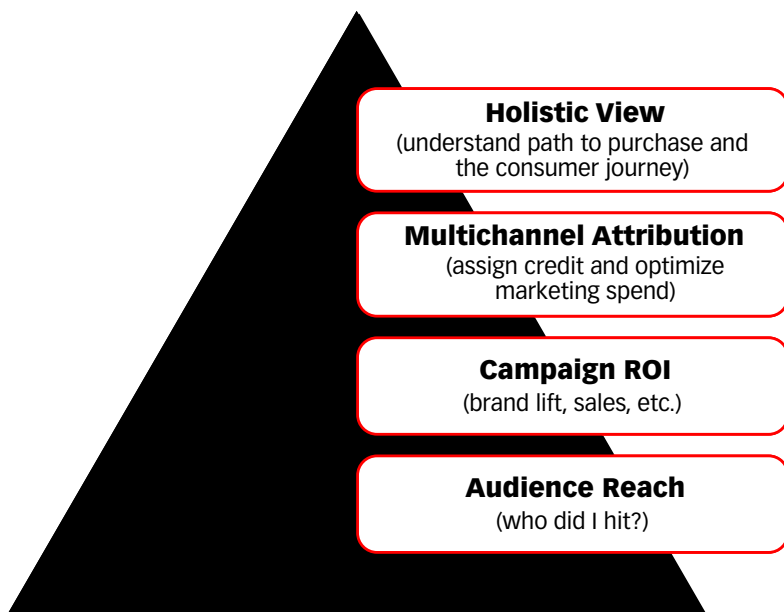 Holistic View
(understand path to purchase and
the consumer journey)
Multichannel Attribution
(assign credit and optimize
marketing spend)
Campaign ROI
(brand lift, sales, etc.)
Audience Reach
(who did I hit?)